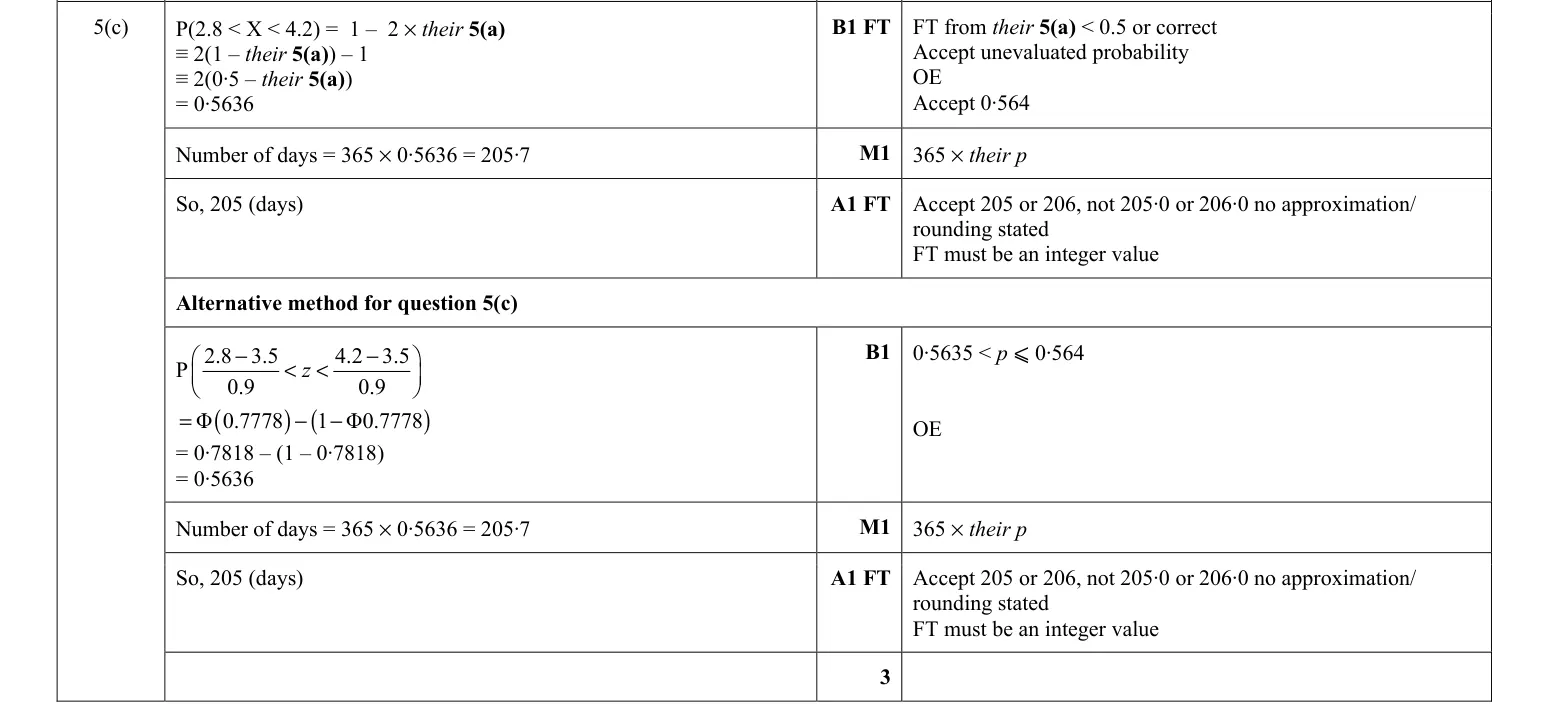 5(c)
P(2.8 < X < 4.2) = 1 – 2 × their 5(a)
≡ 2(1 – their 5(a)) – 1
≡ 2(0·5 – their 5(a))
= 0·5636
B1 FT
FT from their 5(a) < 0.5 or correct
Accept unevaluated probability
OE
Accept 0·564
Number of days = 365 × 0·5636 = 205·7
M1
365 × their p
So, 205 (days)
A1 FT
Accept 205 or 206, not 205·0 or 206·0 no approximation/
rounding stated
FT must be an integer value
Alternative method for question 5(c)
P((2.8 − 3.5)/0.9 < z < (4.2 − 3.5)/0.9)
= Φ(0.7778) − (1 − Φ0.7778)
= 0·7818 – (1 – 0·7818)
= 0·5636
B1
0·5635 < p ⩽ 0·564
OE
Number of days = 365 × 0·5636 = 205·7
M1
365 × their p
So, 205 (days)
A1 FT
Accept 205 or 206, not 205·0 or 206·0 no approximation/
rounding stated
FT must be an integer value
3